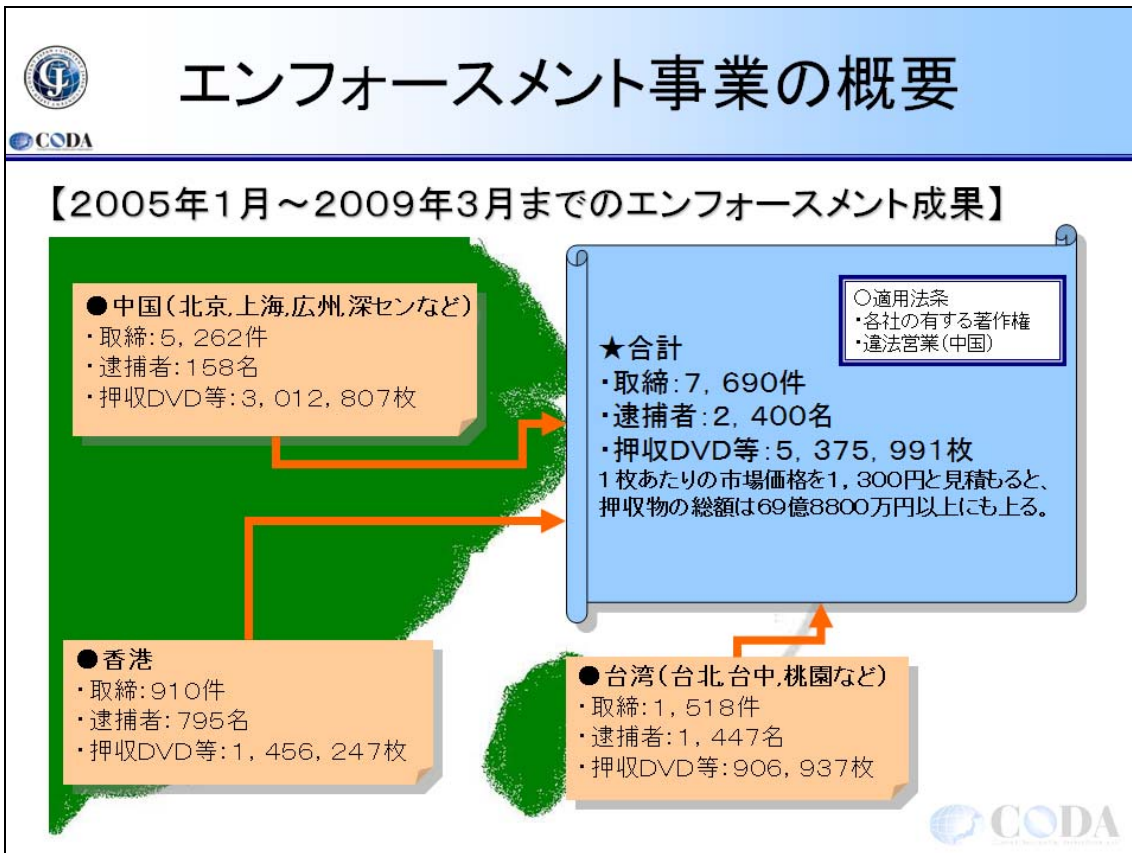 CODA
エンフォースメント事業の概要
【2005年1月~2009年3月までのエンフォースメント成果】
●中国(北京,上海,広州,深センなど)
・取締:5,262件
・逮捕者:158名
・押収DVD等:3,012,807枚
○適用法条
・各社の有する著作権
・違法営業(中国)
★合計
・取締:7,690件
・逮捕者:2,400名
・押収DVD等:5,375,991枚
1枚あたりの市場価格を1,300円と見積もると、
押収物の総額は69億8800万円以上にも上る。
●香港
・取締:910件
・逮捕者:795名
・押収DVD等:1,456,247枚
●台湾(台北,台中,桃園など)
・取締:1,518件
・逮捕者:1,447名
・押収DVD等:906,937枚
CODA